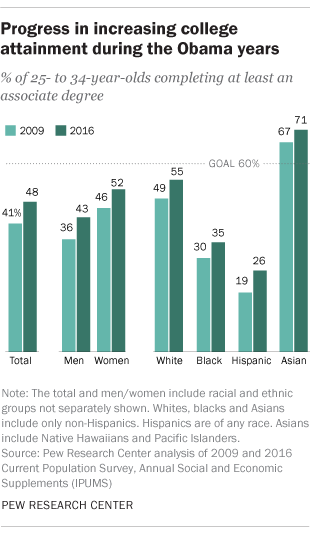 Progress in increasing college
attainment during the Obama years
% of 25- to 34-year-olds completing at least an
associate degree
2009 2016
GOAL 60%
41% 48
36 43
46 52
49 55
30 35
19 26
67 71
Total Men Women White Black Hispanic Asian
Note: The total and men/women include racial and ethnic
groups not separately shown. Whites, blacks and Asians
include only non-Hispanics. Hispanics are of any race. Asians
include Native Hawaiians and Pacific Islanders.
Source: Pew Research Center analysis of 2009 and 2016
Current Population Survey, Annual Social and Economic
Supplements (IPUMS)
PEW RESEARCH CENTER